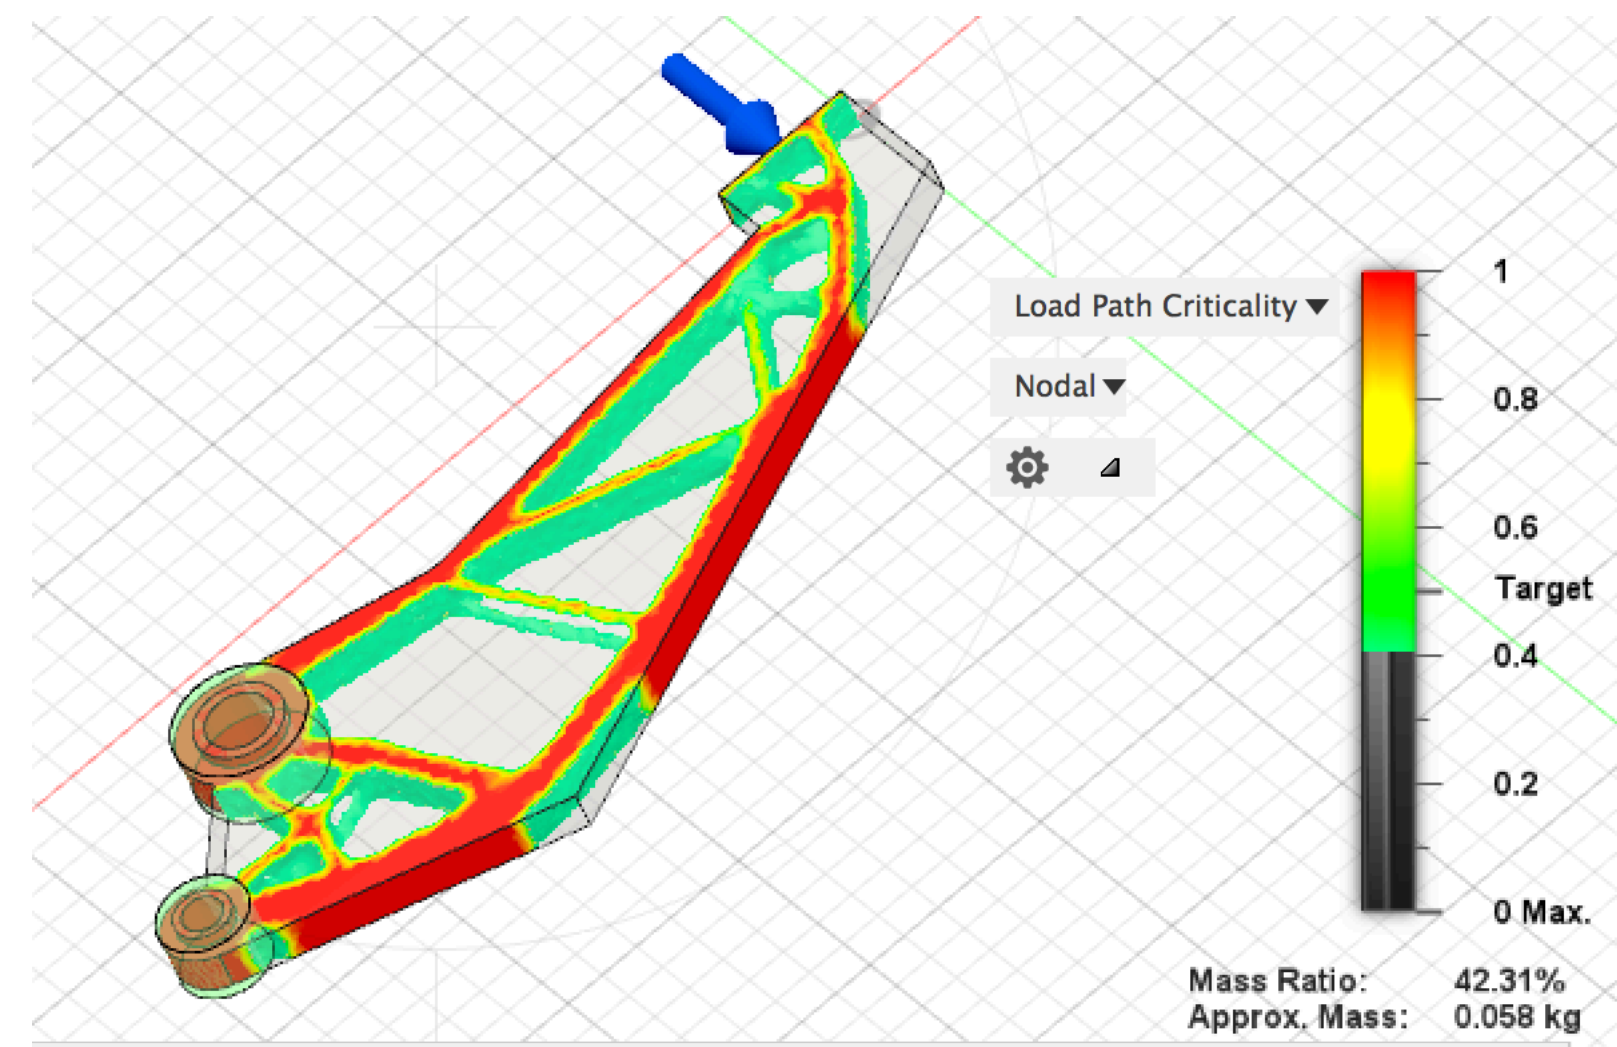 Load Path Criticality
Nodal
1
0.8
0.6
Target
0.4
0.2
0 Max.
Mass Ratio: 42.31%
Approx. Mass: 0.058 kg